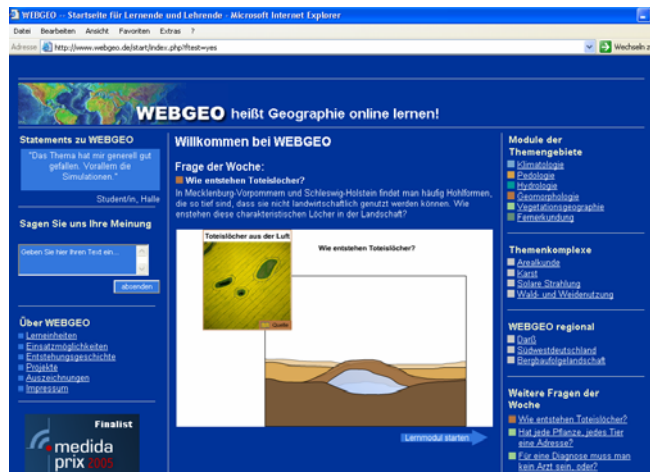 WEBGEO -- Startseite für Lernende und Lehrende - Microsoft Internet Explorer
Datei Bearbeiten Ansicht Favoriten Extras ?
Adresse http://www.webgeo.de/start/index.php?ftest=yes Wechseln z
WEBGEO heißt Geographie online lernen!
Statements zu WEBGEO
"Das Thema hat mir generell gut
gefallen. Vorallem die
Simulationen."
Student/in, Halle
Sagen Sie uns Ihre Meinung
Geben Sie hier Ihren Text ein...
absenden
Über WEBGEO
Lerneinheiten
Einsatzmöglichkeiten
Entstehungsgeschichte
Projekte
Auszeichnungen
Impressum
Finalist
medida
prix 2005
Willkommen bei WEBGEO
Frage der Woche:
Wie entstehen Toteislöcher?
In Mecklenburg-Vorpommern und Schleswig-Holstein findet man häufig Hohlformen,
die so tief sind, dass sie nicht landwirtschaftlich genutzt werden können. Wie
enstehen diese charakteristischen Löcher in der Landschaft?
Toteislöcher aus der Luft
Wie entstehen Toteislöcher?
Quelle
Lernmodul starten
Module der
Themengebiete
Klimatologie
Pedologie
Hydrologie
Geomorphologie
Vegetationsgeographie
Fernerkundung
Themenkomplexe
Arealkunde
Karst
Solare Strahlung
Wald- und Weidenutzung
WEBGEO regional
Darß
Südwestdeutschland
Bergbaufolgelandschaft
Weitere Fragen der
Woche
Wie entstehen Toteislöcher?
Hat jede Pflanze, jedes Tier
eine Adresse?
Für eine Diagnose muss man
kein Arzt sein, oder?